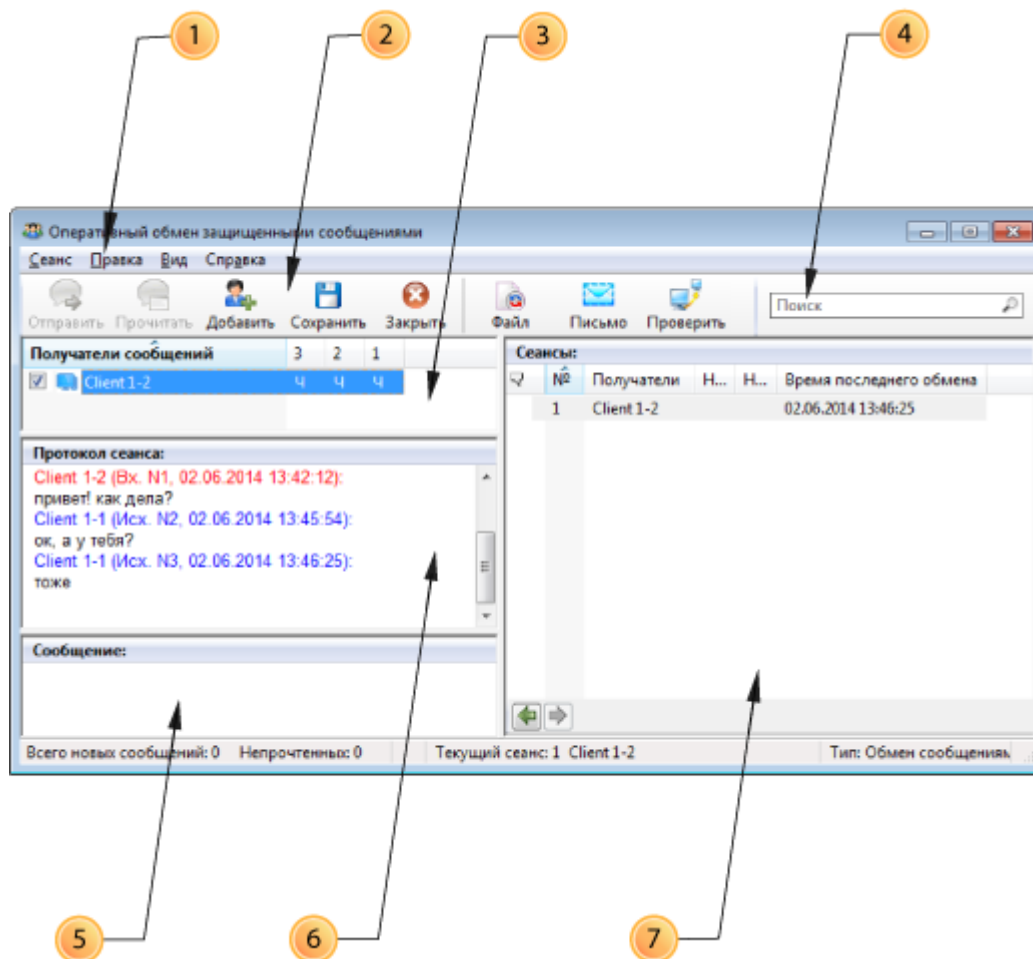 1
2
3
4
Оперативный обмен защищенными сообщениями
Сеанс Правка Вид Справка
Отправить Прочитать Добавить Сохранить Закрыть Файл Письмо Проверить Поиск
Получатели сообщений 3 2 1
Client 1-2 Ч Ч Ч
Сеансы:
№ Получатели Н... Н... Время последнего обмена
1 Client 1-2 02.06.2014 13:46:25
Протокол сеанса:
Client 1-2 (Вх. N1, 02.06.2014 13:42:12):
привет! как дела?
Client 1-1 (Исх. N2, 02.06.2014 13:45:54):
ок, а у тебя?
Client 1-1 (Исх. N3, 02.06.2014 13:46:25):
тоже
Сообщение:
Всего новых сообщений: 0 Непрочтенных: 0 Текущий сеанс: 1 Client 1-2 Тип: Обмен сообщениям
5
6
7